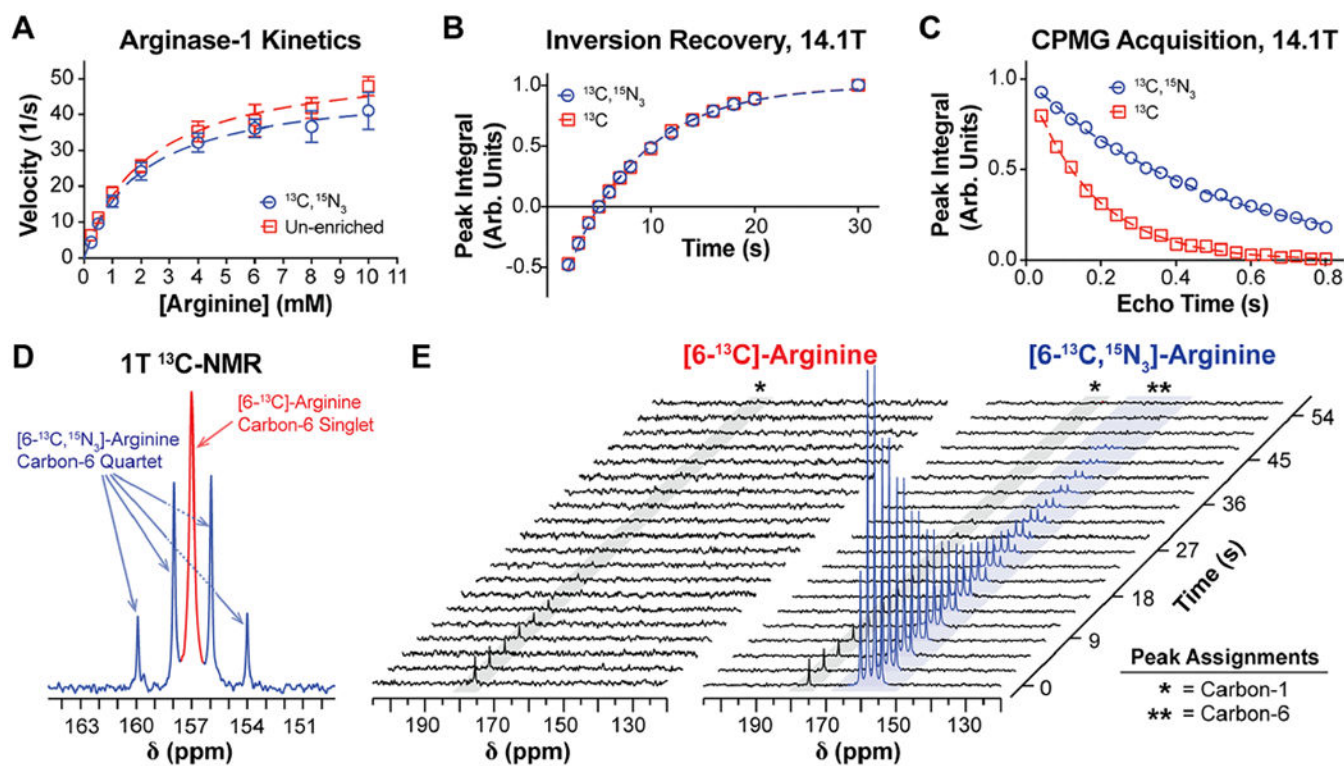 A
Arginase-1 Kinetics
Velocity (1/s)
50
40
30
20
10
0
0 1 2 3 4 5 6 7 8 9 10 11
[Arginine] (mM)
¹³C,¹⁵N₃
Un-enriched
B
Inversion Recovery, 14.1T
Peak Integral
(Arb. Units)
1.0
0.5
0.0
-0.5
10 20 30
Time (s)
¹³C,¹⁵N₃
¹³C
C
CPMG Acquisition, 14.1T
Peak Integral
(Arb. Units)
1.0
0.5
0.0
0.0 0.2 0.4 0.6 0.8
Echo Time (s)
¹³C,¹⁵N₃
¹³C
D
1T ¹³C-NMR
[6-¹³C]-Arginine
Carbon-6 Singlet
[6-¹³C,¹⁵N₃]-Arginine
Carbon-6 Quartet
163 160 157 154 151
δ (ppm)
E
[6-¹³C]-Arginine
*
190 170 150 130
δ (ppm)
[6-¹³C,¹⁵N₃]-Arginine
* **
190 170 150 130
δ (ppm)
54
45
36
27
18
9
0
Time (s)
Peak Assignments
* = Carbon-1
** = Carbon-6